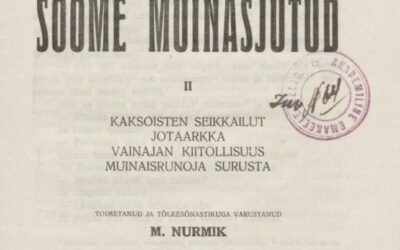 SOOME MUINASJUTUD
II
KAKSOISTEN SEIKKAILUT
JOTAARKKA
VAINAJAN KIITOLLISUUS
MUINAISRUNOJA SURUSTA
TOIMETANUD JA TÕLKESÕNASTIKUGA VARUSTANUD
M. NURMIK